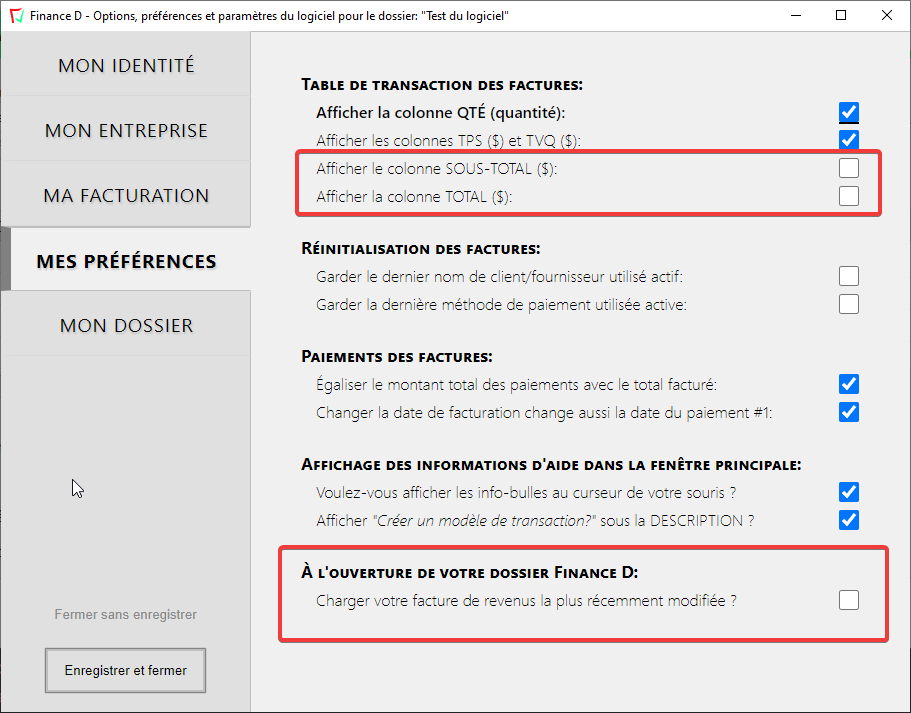 Finance D - Options, préférences et paramètres du logiciel pour le dossier: "Test du logiciel"
MON IDENTITÉ
MON ENTREPRISE
MA FACTURATION
MES PRÉFÉRENCES
MON DOSSIER
Fermer sans enregistrer
Enregistrer et fermer
Table de transaction des factures:
Afficher la colonne QTÉ (quantité):
Afficher les colonnes TPS ($) et TVQ ($):
Afficher le colonne SOUS-TOTAL ($):
Afficher la colonne TOTAL ($):
Réinitialisation des factures:
Garder le dernier nom de client/fournisseur utilisé actif:
Garder la dernière méthode de paiement utilisée active:
Paiements des factures:
Égaliser le montant total des paiements avec le total facturé:
Changer la date de facturation change aussi la date du paiement #1:
Affichage des informations d'aide dans la fenêtre principale:
Voulez-vous afficher les info-bulles au curseur de votre souris ?
Afficher "Créer un modèle de transaction?" sous la DESCRIPTION ?
À l'ouverture de votre dossier Finance D:
Charger votre facture de revenus la plus récemment modifiée ?